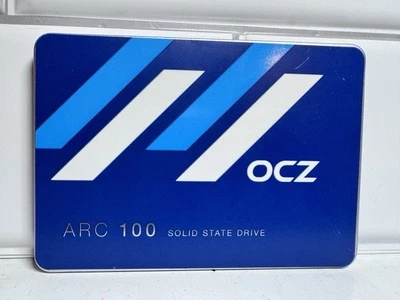 OCZ
ARC 100 SOLID STATE DRIVE